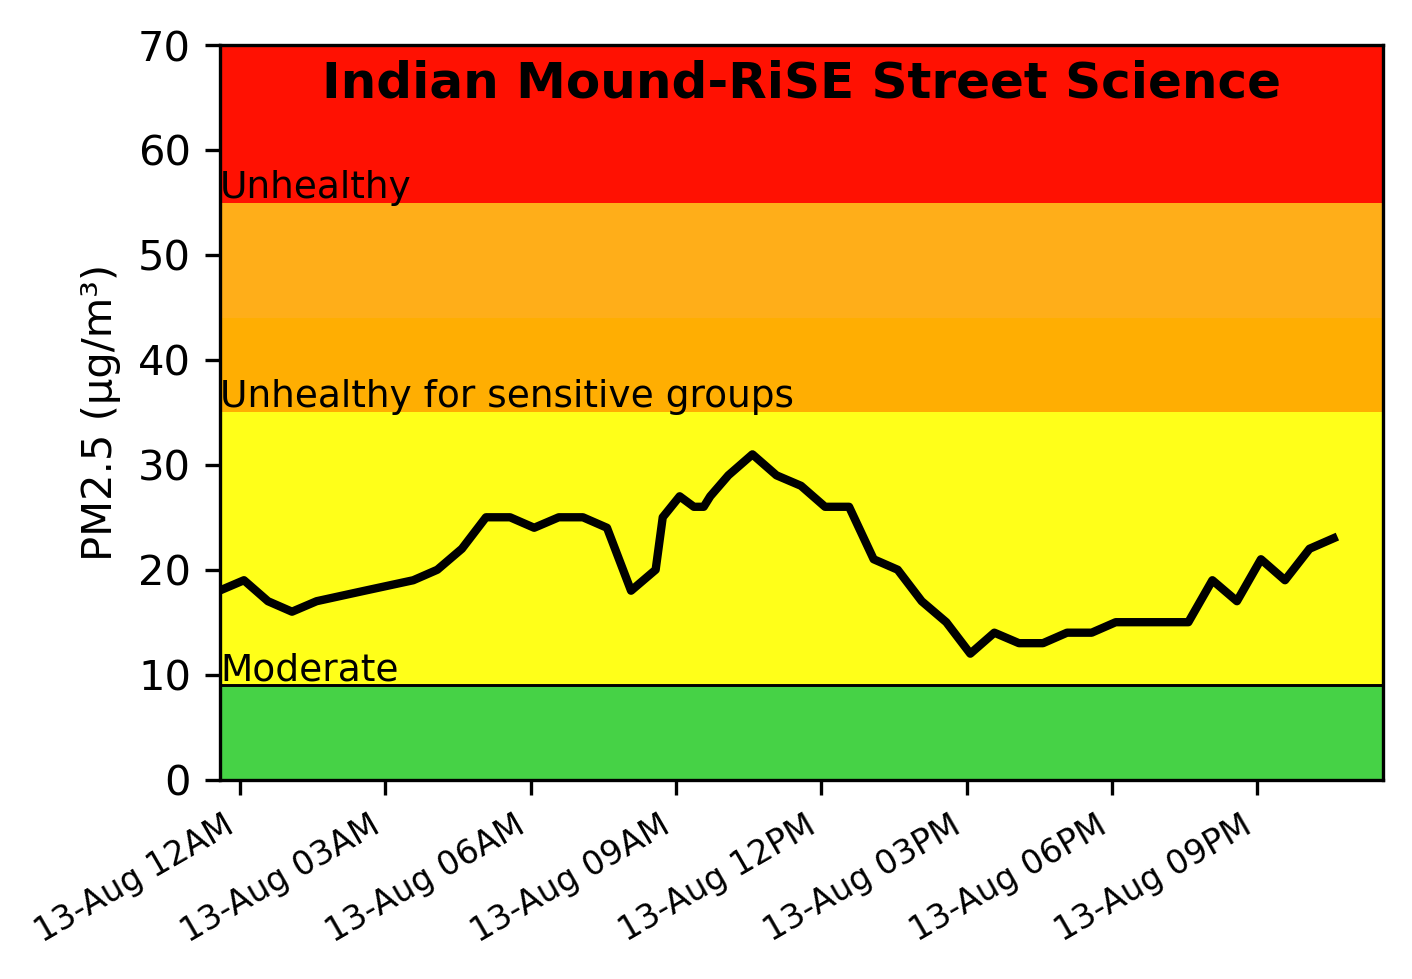 Indian Mound-RiSE Street Science
70
60
50
40
30
20
10
0
PM2.5 (µg/m³)
Unhealthy
Unhealthy for sensitive groups
Moderate
13-Aug 12AM
13-Aug 03AM
13-Aug 06AM
13-Aug 09AM
13-Aug 12PM
13-Aug 03PM
13-Aug 06PM
13-Aug 09PM